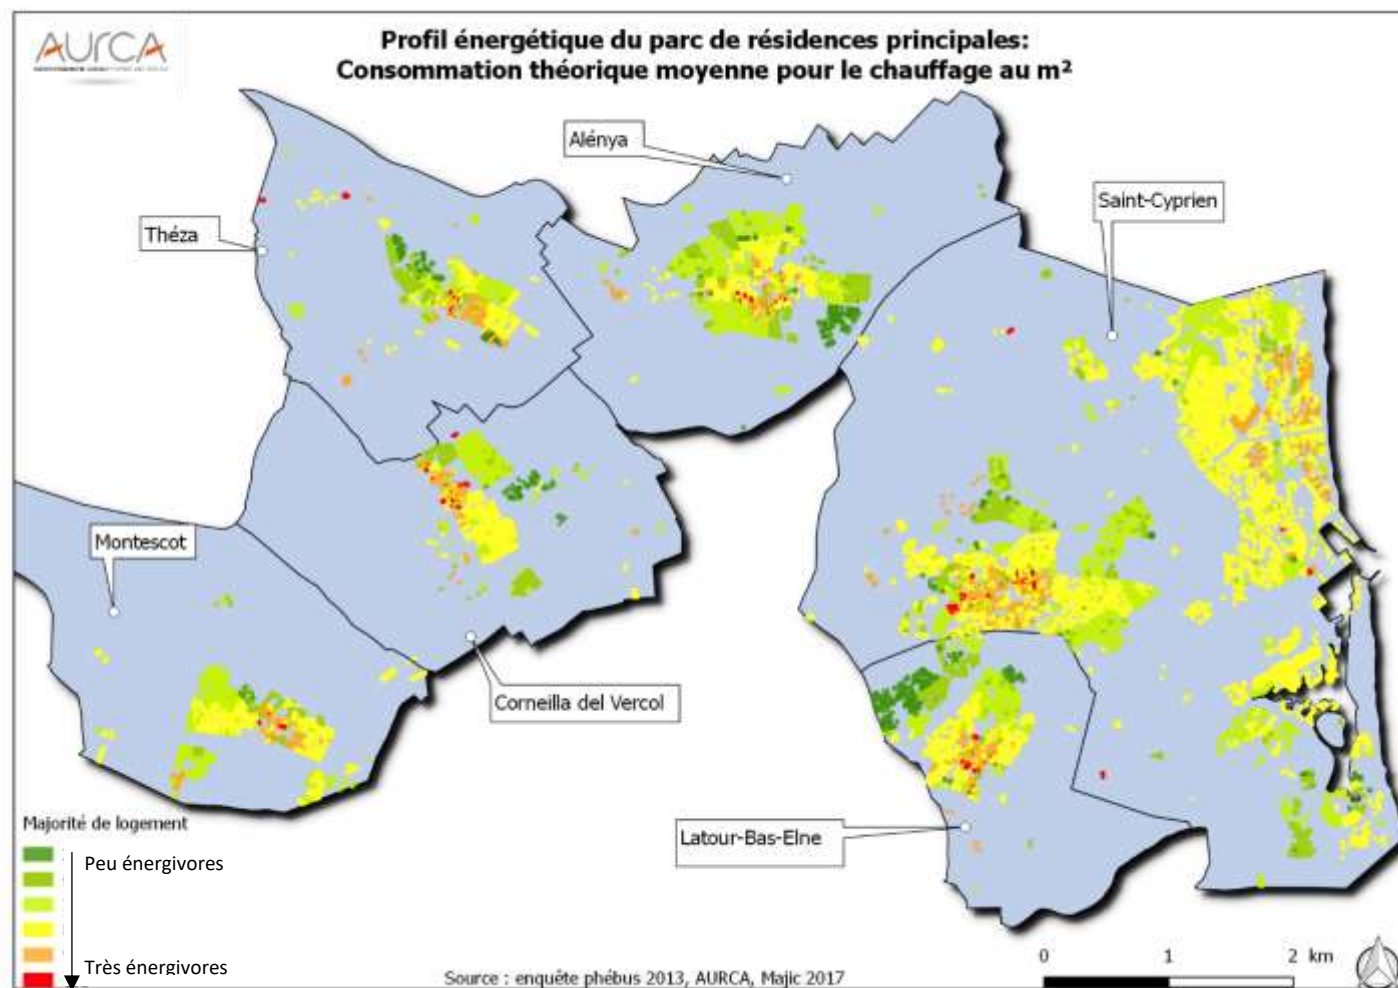 AURCA
Profil énergétique du parc de résidences principales:
Consommation théorique moyenne pour le chauffage au m²
Alénya
Saint-Cyprien
Théza
Montescot
Corneilla del Vercol
Latour-Bas-Elne
Majorité de logement
Peu énergivores
Très énergivores
Source : enquête phébus 2013, AURCA, Majic 2017
0 1 2 km